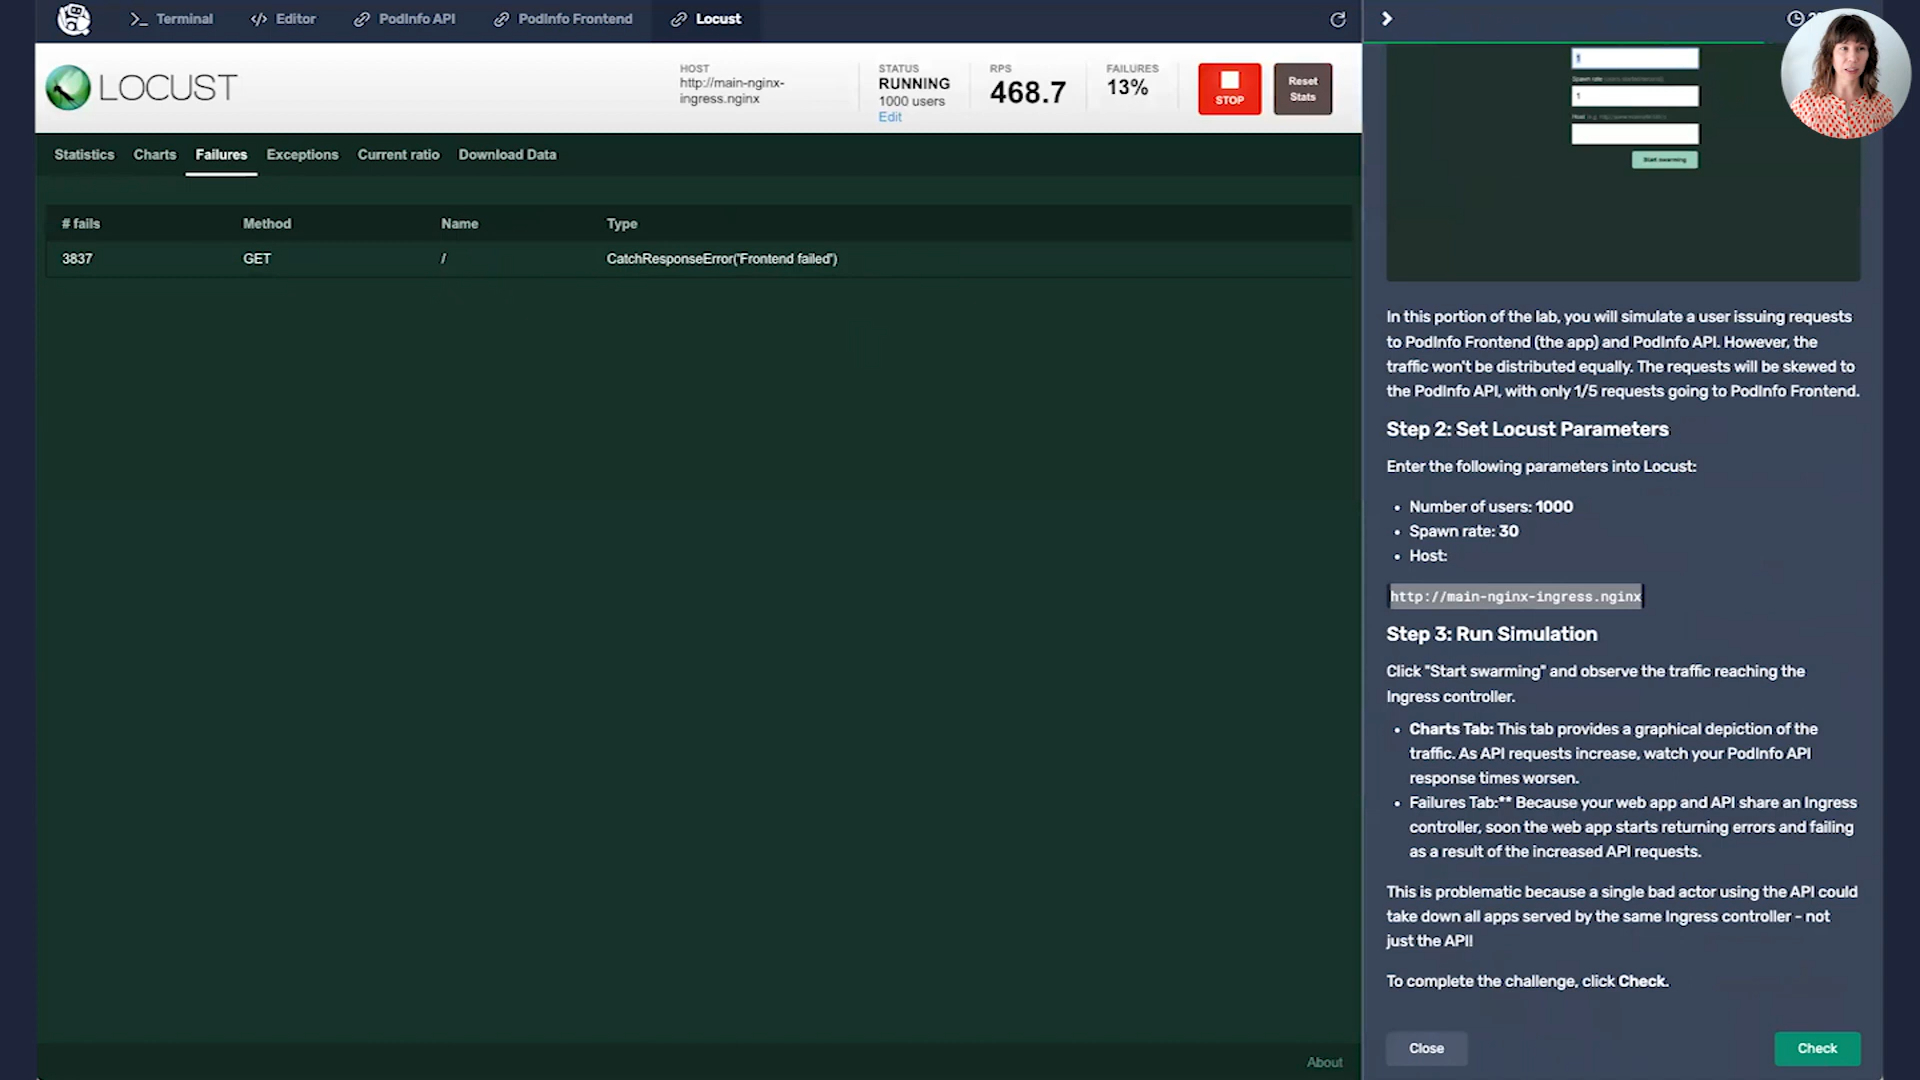 >_ Terminal
</> Editor
PodInfo API
PodInfo Frontend
Locust
LOCUST
HOST
http://main-nginx-
ingress.nginx
STATUS
RUNNING
1000 users
Edit
RPS
468.7
FAILURES
13%
STOP
Reset
Stats
Statistics
Charts
Failures
Exceptions
Current ratio
Download Data
# fails
Method
Name
Type
3837
GET
/
CatchResponseError('Frontend failed')
About
1
Spawn rate
1
Host
Start swarming
In this portion of the lab, you will simulate a user issuing requests
to PodInfo Frontend (the app) and PodInfo API. However, the
traffic won't be distributed equally. The requests will be skewed to
the PodInfo API, with only 1/5 requests going to PodInfo Frontend.
Step 2: Set Locust Parameters
Enter the following parameters into Locust:
• Number of users: 1000
• Spawn rate: 30
• Host:
http://main-nginx-ingress.nginx
Step 3: Run Simulation
Click "Start swarming" and observe the traffic reaching the
Ingress controller.
• Charts Tab: This tab provides a graphical depiction of the
traffic. As API requests increase, watch your PodInfo API
response times worsen.
• Failures Tab:** Because your web app and API share an Ingress
controller, soon the web app starts returning errors and failing
as a result of the increased API requests.
This is problematic because a single bad actor using the API could
take down all apps served by the same Ingress controller - not
just the API!
To complete the challenge, click Check.
Close
Check